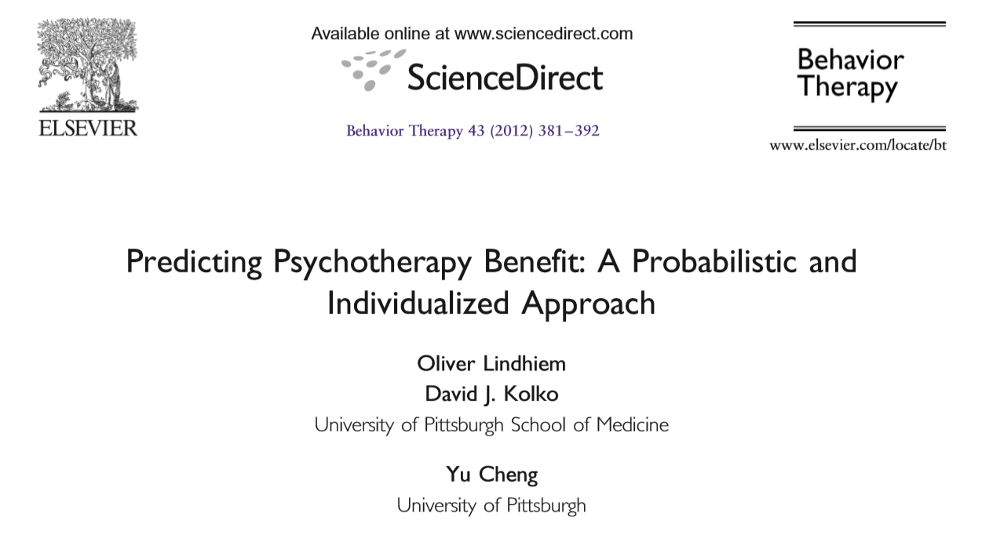 Available online at www.sciencedirect.com
ScienceDirect
ELSEVIER
Behavior Therapy 43 (2012) 381–392
Behavior
Therapy
www.elsevier.com/locate/bt
Predicting Psychotherapy Benefit: A Probabilistic and
Individualized Approach
Oliver Lindhiem
David J. Kolko
University of Pittsburgh School of Medicine
Yu Cheng
University of Pittsburgh